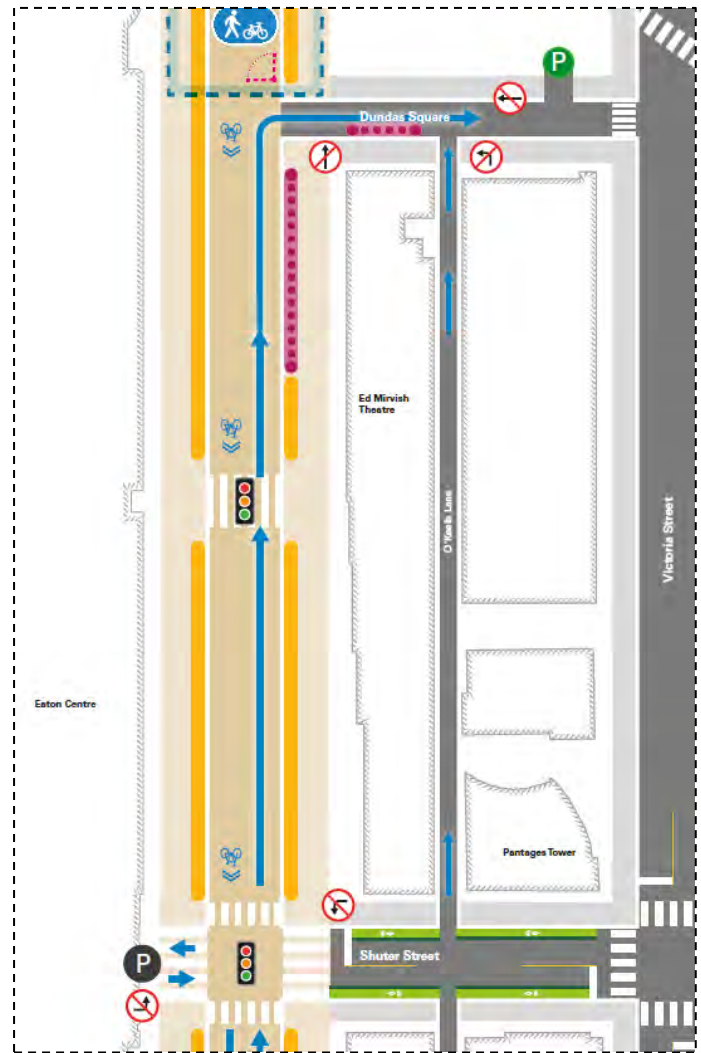 P
Dundas Square
Ed Mirvish
Theatre
O'Keefe Lane
Victoria Street
Eaton Centre
Pantages Tower
P
Shuter Street